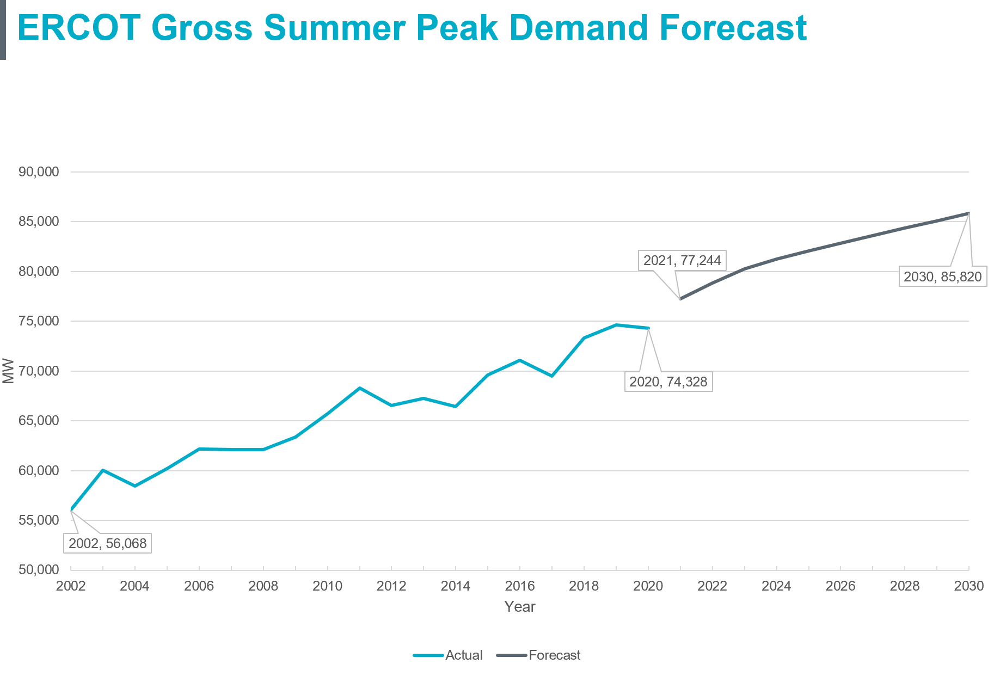 ERCOT Gross Summer Peak Demand Forecast
90,000
85,000
80,000
75,000
70,000
65,000
60,000
55,000
50,000
MW
2021, 77,244
2030, 85,820
2020, 74,328
2002, 56,068
2002 2004 2006 2008 2010 2012 2014 2016 2018 2020 2022 2024 2026 2028 2030
Year
Actual Forecast